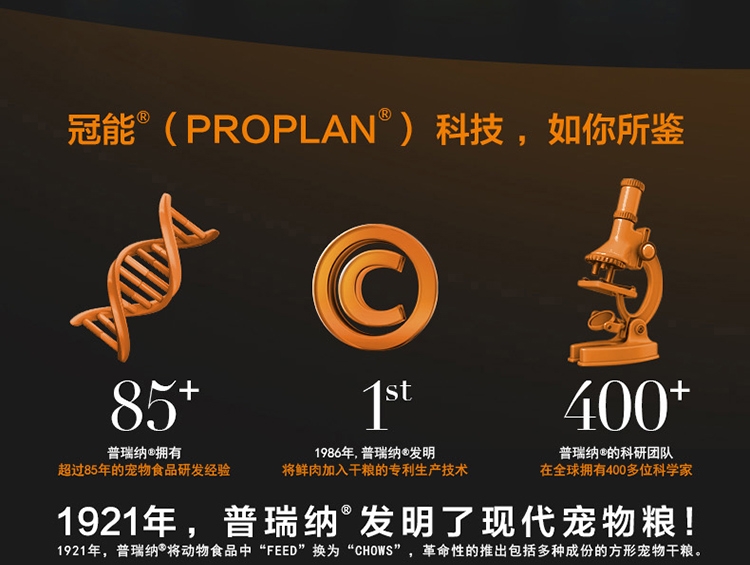 冠能®（PROPLAN®）科技，如你所鉴
85+
普瑞纳®拥有
超过85年的宠物食品研发经验
1st
1986年,普瑞纳®发明
将鲜肉加入干粮的专利生产技术
400+
普瑞纳®的科研团队
在全球拥有400多位科学家
1921年，普瑞纳®发明了现代宠物粮！
1921年，普瑞纳®将动物食品中“FEED”换为“CHOWS”，革命性的推出包括多种成份的方形宠物干粮。